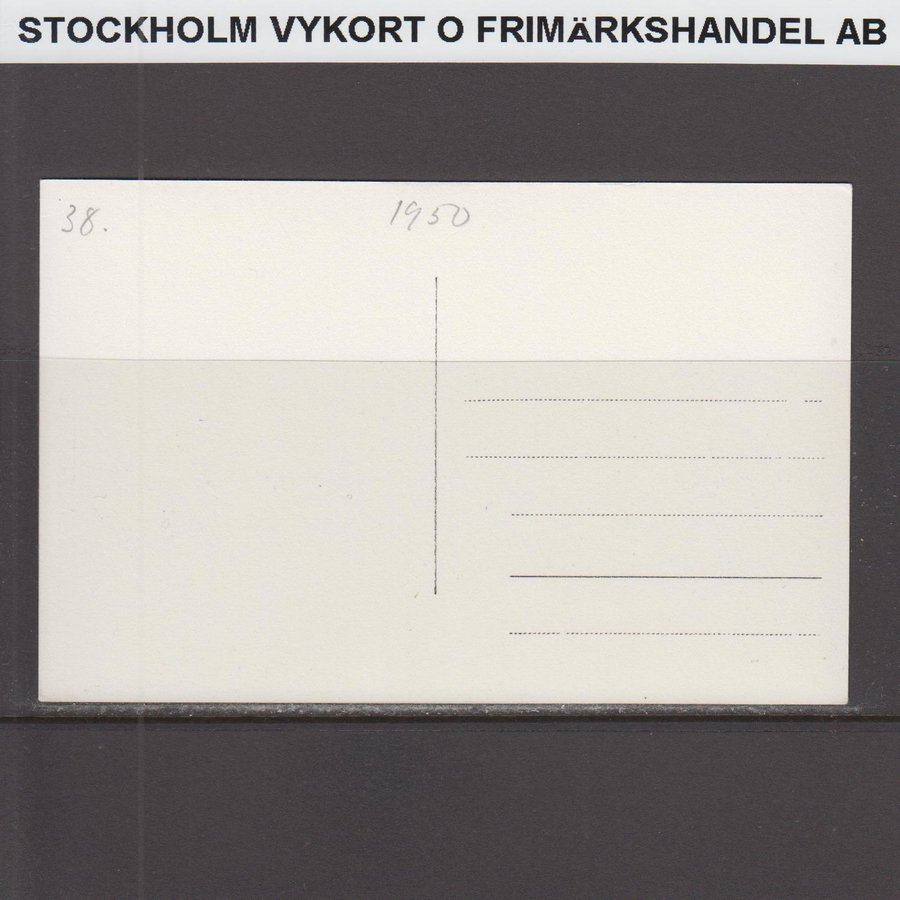 STOCKHOLM VYKORT O FRIMäRKSHANDEL AB
38. 1950